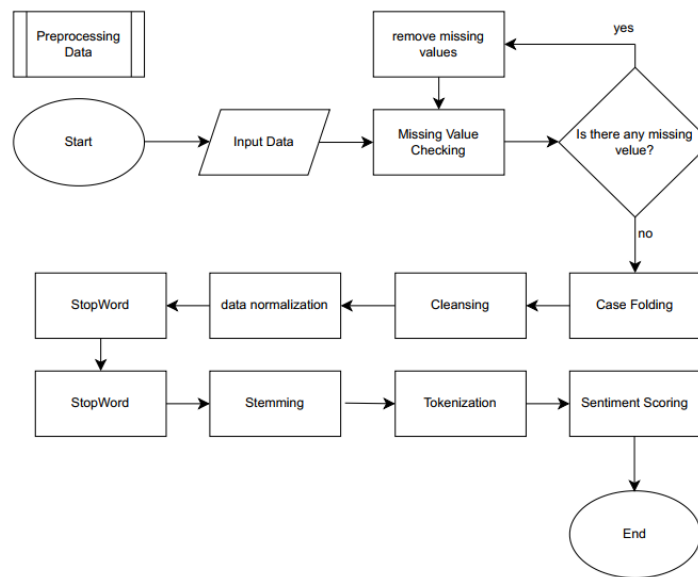 Preprocessing
Data
remove missing
values
yes
Start
Input Data
Missing Value
Checking
Is there any missing
velue?
no
StopWord
data normalization
Cleansing
Case Folding
StopWord
Stemming
Tokenization
Sentiment Scoring
End